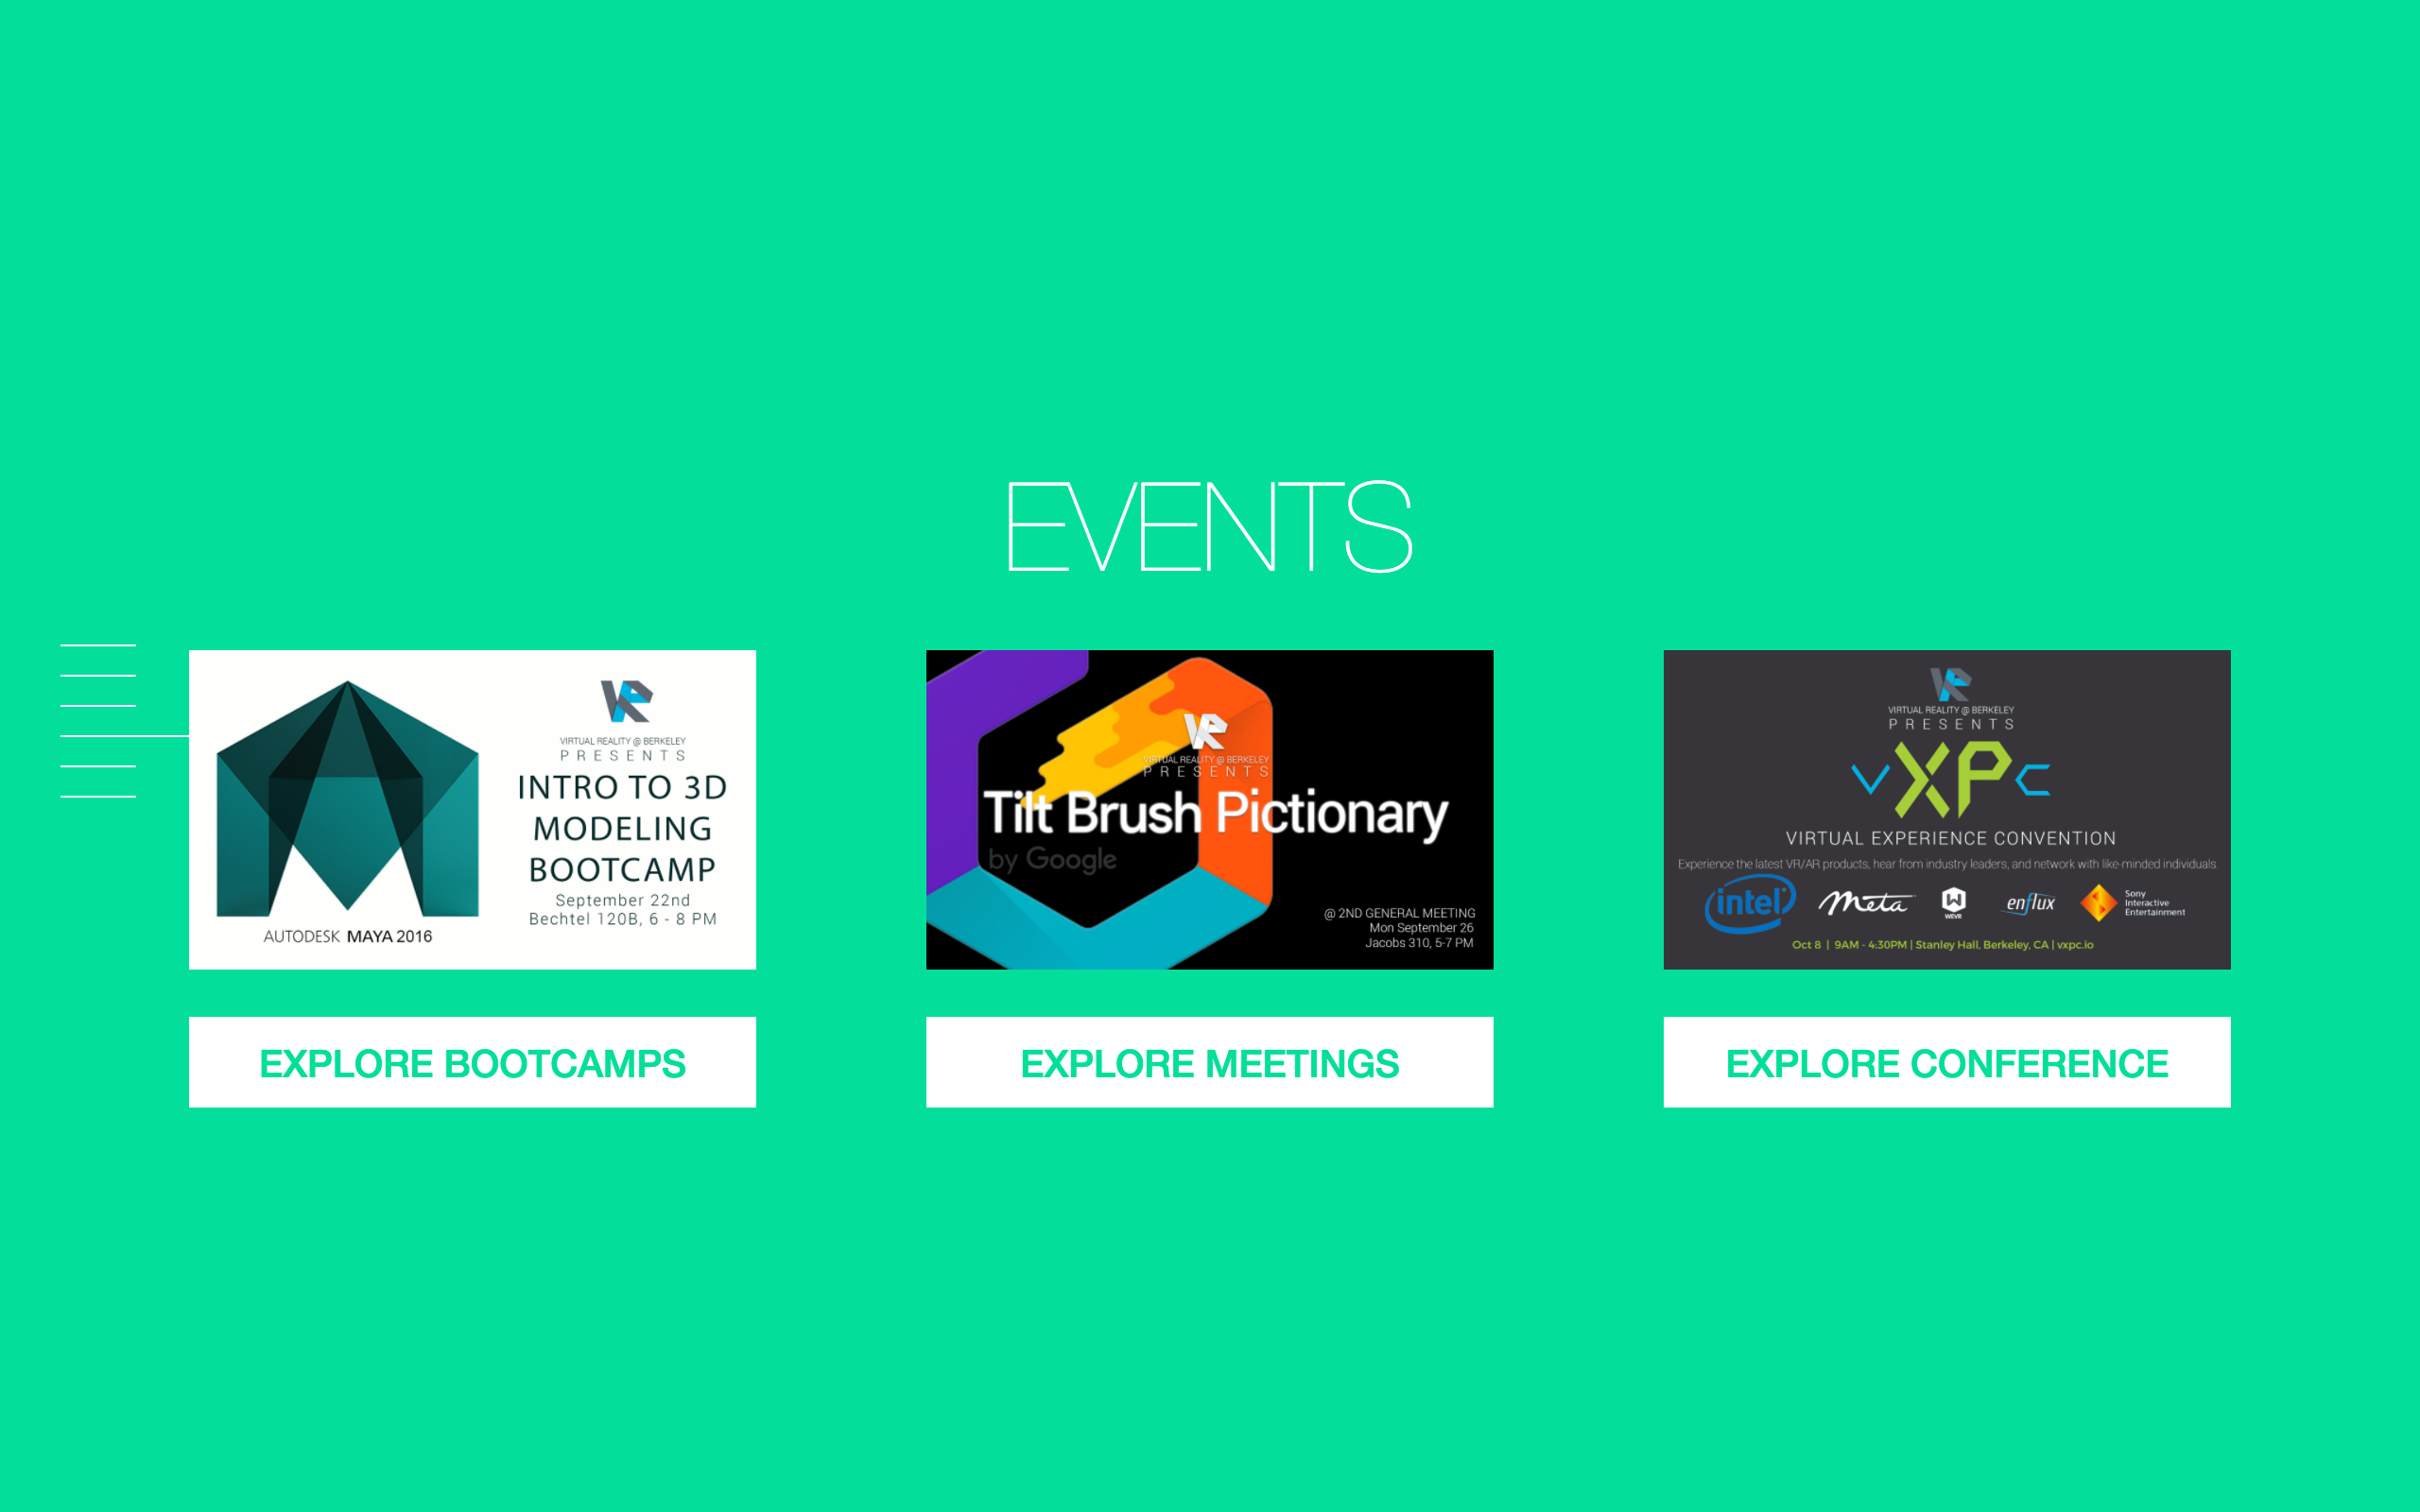 EVENTS
VIRTUAL REALITY @ BERKELEY
PRESENTS
INTRO TO 3D
MODELING
BOOTCAMP
September 22nd
Bechtel 120B, 6 - 8 PM
AUTODESK MAYA 2016
EXPLORE BOOTCAMPS
VR
VIRTUAL REALITY @ BERKELEY
PRESENTS
Tilt Brush Pictionary
by Google
@ 2ND GENERAL MEETING
Mon September 26
Jacobs 310, 5-7 PM
EXPLORE MEETINGS
VIRTUAL REALITY @ BERKELEY
PRESENTS
vXPc
VIRTUAL EXPERIENCE CONVENTION
Experience the latest VR/AR products, hear from industry leaders, and network with like-minded individuals.
intel meta WEVR enflux Sony Interactive Entertainment
Oct 8 | 9AM - 4:30PM | Stanley Hall, Berkeley, CA | vxpc.io
EXPLORE CONFERENCE